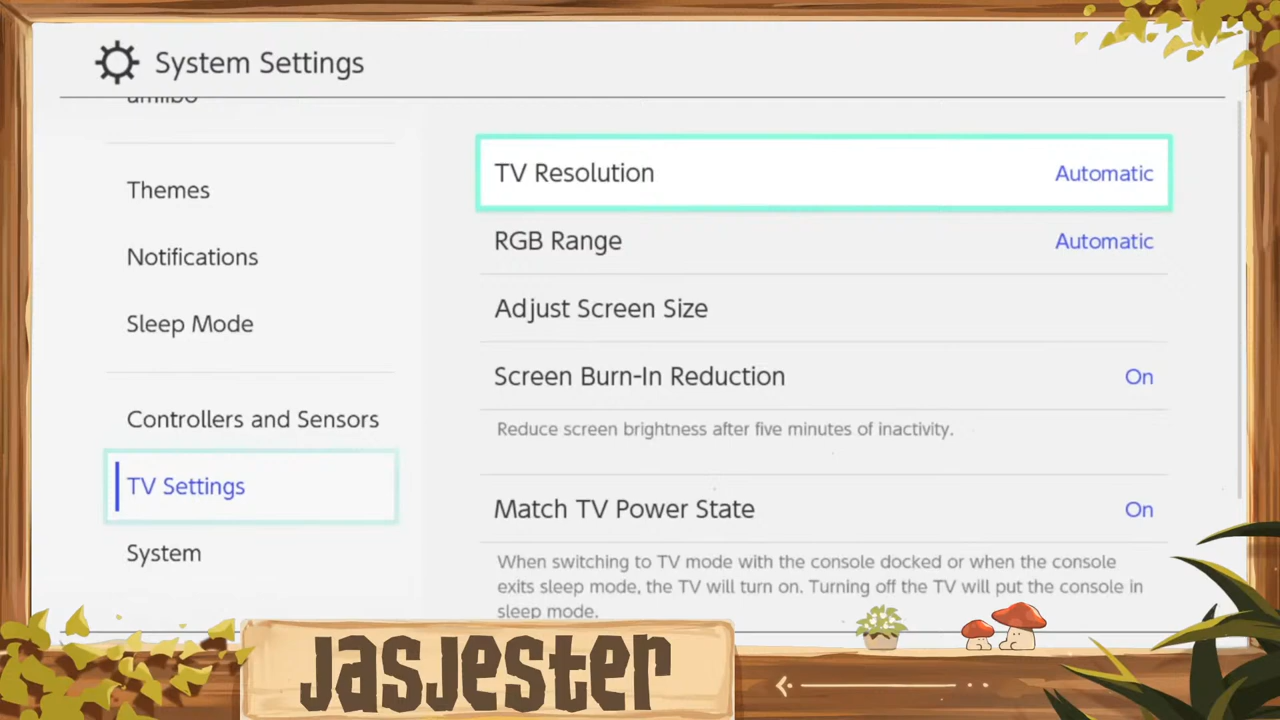 System Settings
amiibo
Themes
Notifications
Sleep Mode
Controllers and Sensors
TV Settings
System
TV Resolution Automatic
RGB Range Automatic
Adjust Screen Size
Screen Burn-In Reduction On
Reduce screen brightness after five minutes of inactivity.
Match TV Power State On
When switching to TV mode with the console docked or when the console
exits sleep mode, the TV will turn on. Turning off the TV will put the console in
sleep mode.
JASJESTER